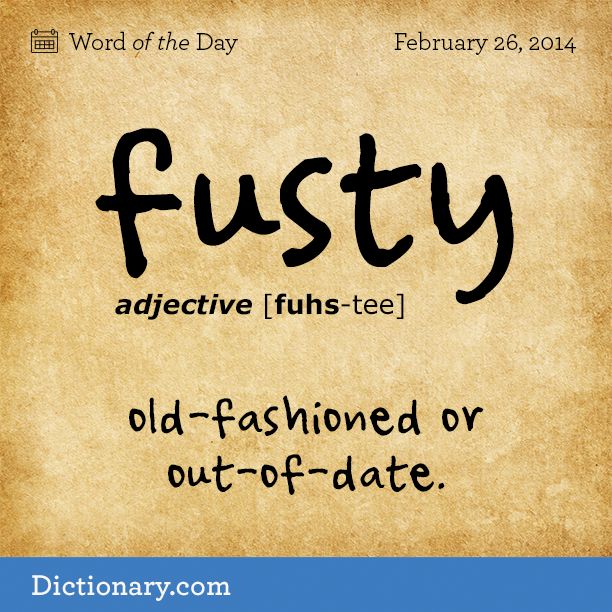 Word of the Day
February 26, 2014
fusty
adjective [fuhs-tee]
old-fashioned or
out-of-date.
Dictionary.com